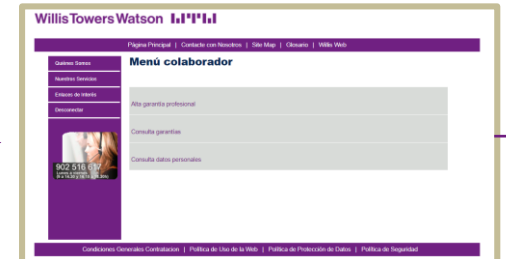 Willis Towers Watson
Página Principal | Contacte con Nosotros | Site Map | Glosario | Willis Web
Quiénes Somos
Nuestros Servicios
Enlaces de Interés
Desconectar
902 516 617
Menú colaborador
Alta garantía profesional
Consulta garantías
Consulta datos personales
Condiciones Generales Contratacion | Política de Uso de la Web | Política de Protección de Datos | Política de Seguridad